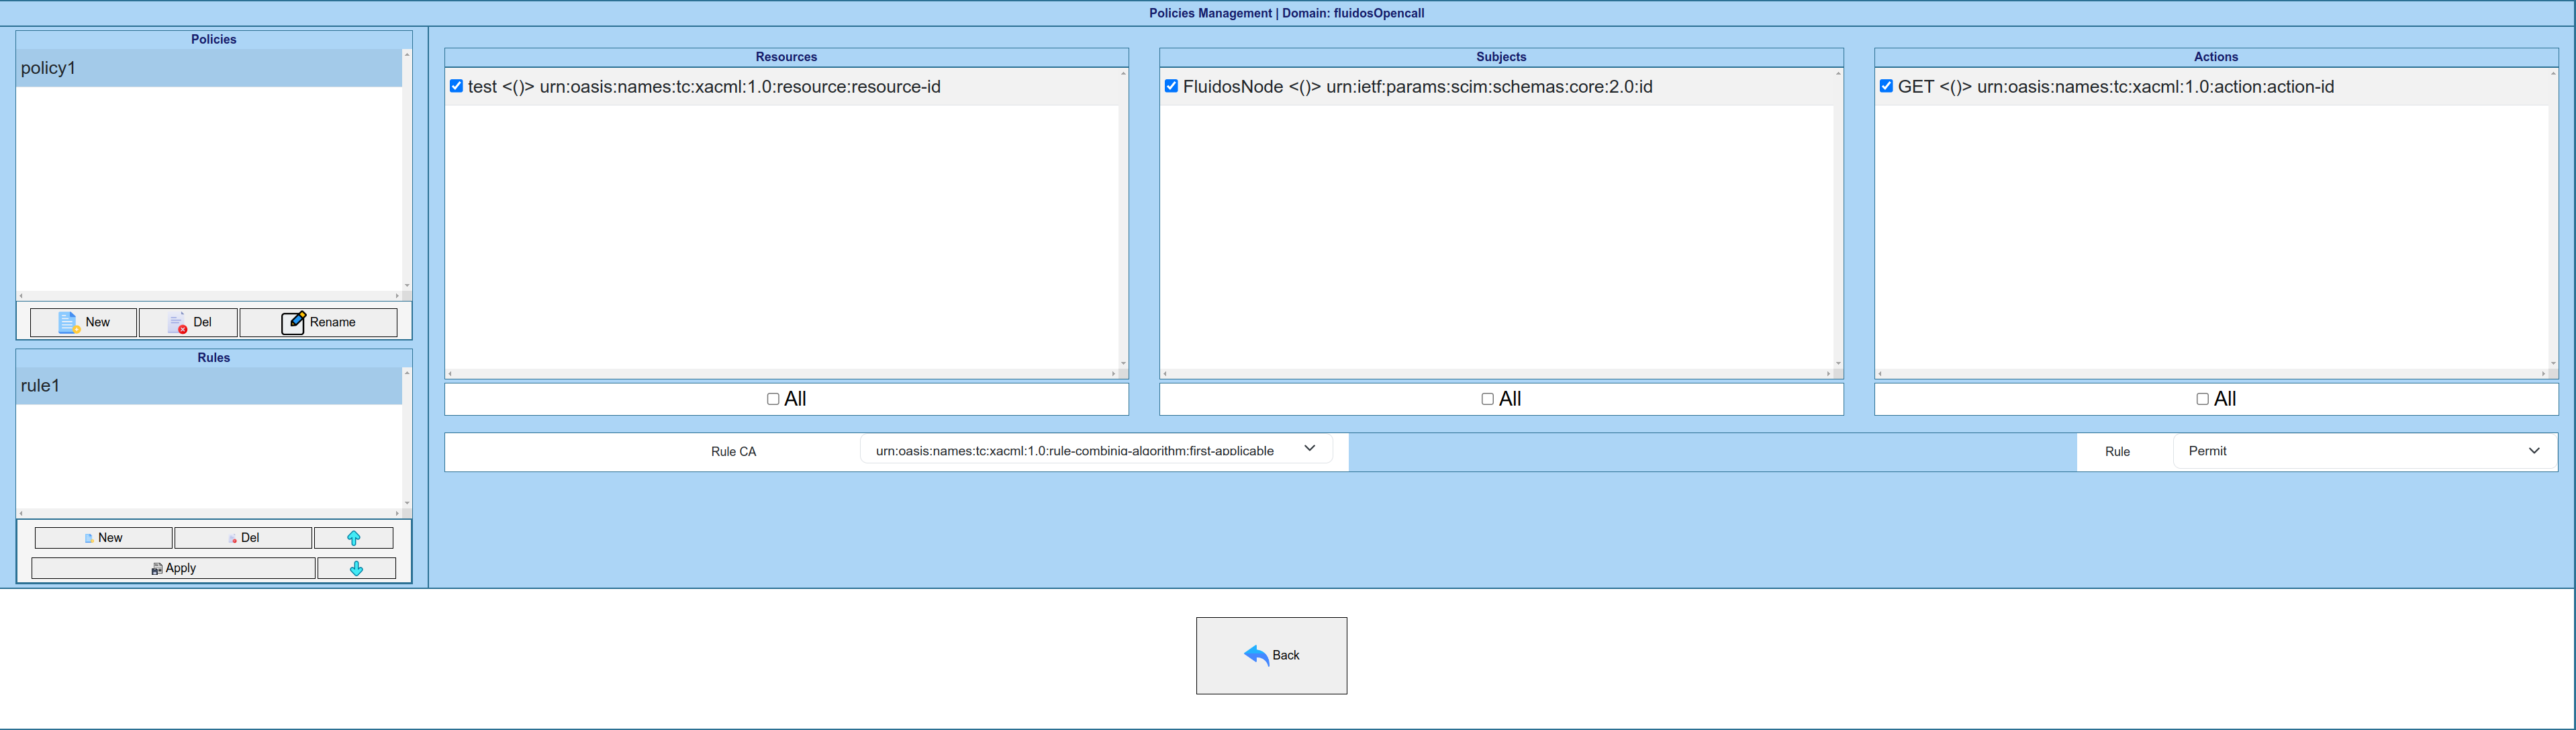 Policies Management | Domain: fluidosOpencall
Policies
policy1
New
Del
Rename
Rules
rule1
New
Del
Apply
Resources
test <()> urn:oasis:names:tc:xacml:1.0:resource:resource-id
All
Subjects
FluidosNode <()> urn:ietf:params:scim:schemas:core:2.0:id
All
Actions
GET <()> urn:oasis:names:tc:xacml:1.0:action:action-id
All
Rule CA
urn:oasis:names:tc:xacml:1.0:rule-combinig-algorithm:first-applicable
Rule
Permit
Back